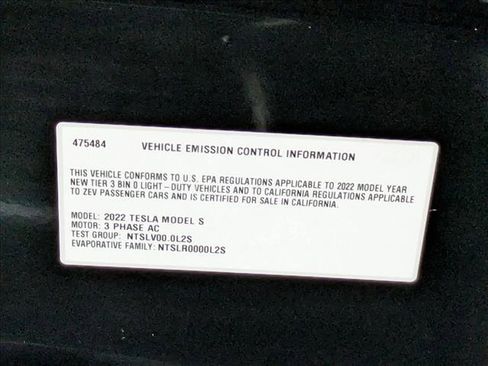 475484 VEHICLE EMISSION CONTROL INFORMATION
THIS VEHICLE CONFORMS TO U.S. EPA REGULATIONS APPLICABLE TO 2022 MODEL YEAR
NEW TIER 3 BIN 0 LIGHT - DUTY VEHICLES AND TO CALIFORNIA REGULATIONS APPLICABLE
TO ZEV PASSENGER CARS AND IS CERTIFIED FOR SALE IN CALIFORNIA.
MODEL: 2022 TESLA MODEL S
MOTOR: 3 PHASE AC
TEST GROUP: NTSLV00.0L2S
EVAPORATIVE FAMILY: NTSLR0000L2S